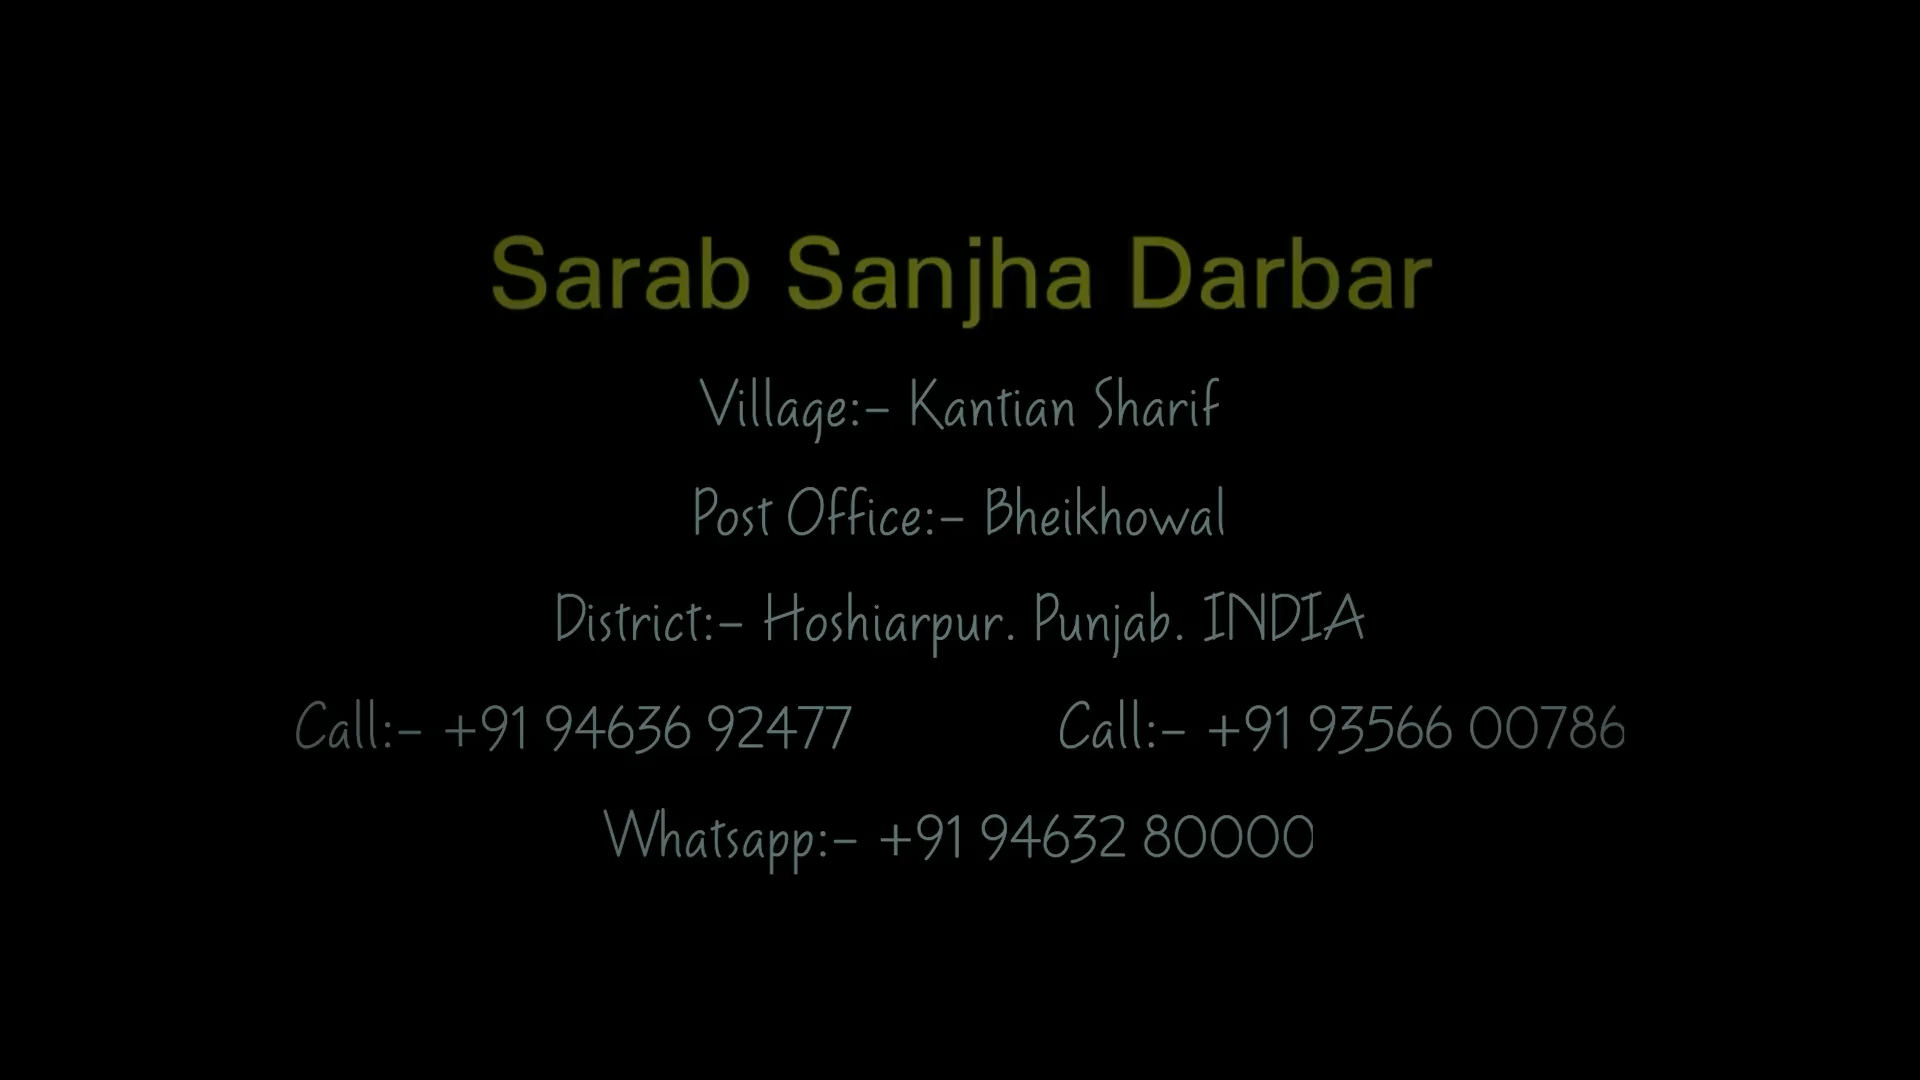 Sarab Sanjha Darbar
Village:- Kantian Sharif
Post Office:- Bheikhowal
District:- Hoshiarpur. Punjab. INDIA
Call:- +91 94636 92477 Call:- +91 93566 00786
Whatsapp:- +91 94632 80000